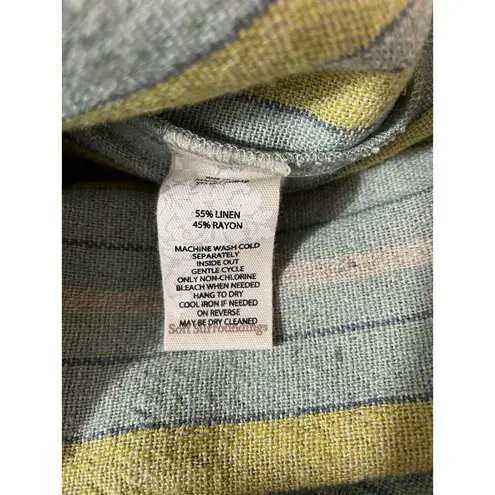 55% LINEN
45% RAYON
MACHINE WASH COLD
SEPARATELY
INSIDE OUT
GENTLE CYCLE
ONLY NON-CHLORINE
BLEACH WHEN NEEDED
HANG TO DRY
COOL IRON IF NEEDED
ON REVERSE
MAY BE DRY CLEANED
Soft Surroundings